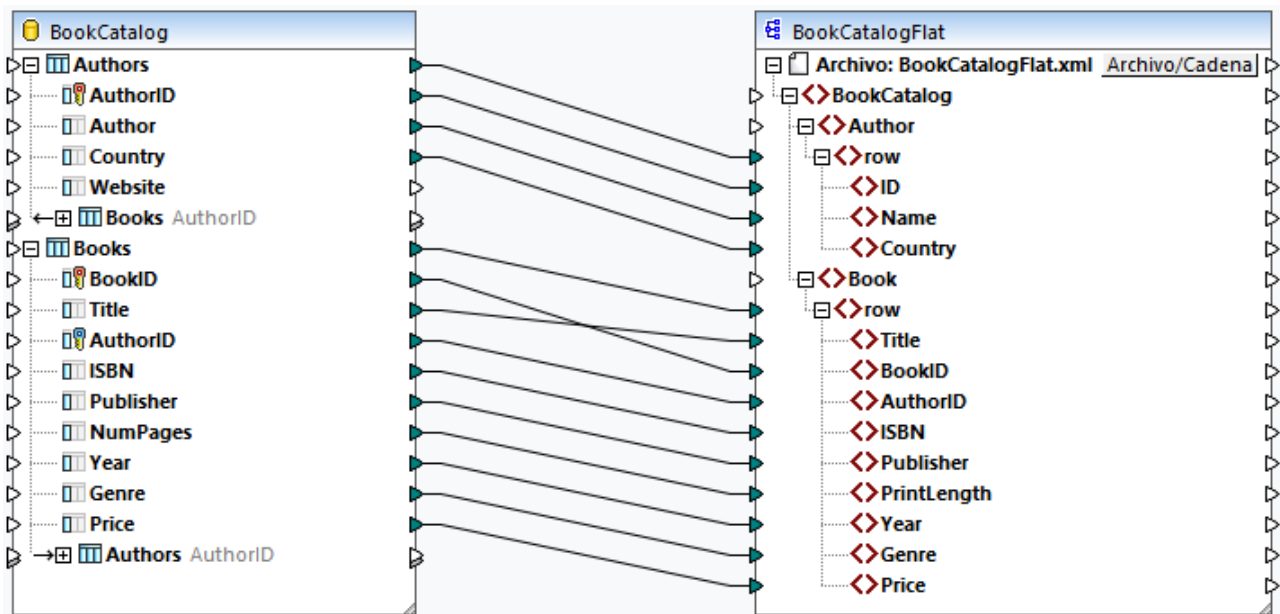 BookCatalog
Authors
AuthorID
Author
Country
Website
Books AuthorID
Books
BookID
Title
AuthorID
ISBN
Publisher
NumPages
Year
Genre
Price
Authors AuthorID
BookCatalogFlat
Archivo: BookCatalogFlat.xml Archivo/Cadena
BookCatalog
Author
row
ID
Name
Country
Book
row
Title
BookID
AuthorID
ISBN
Publisher
PrintLength
Year
Genre
Price